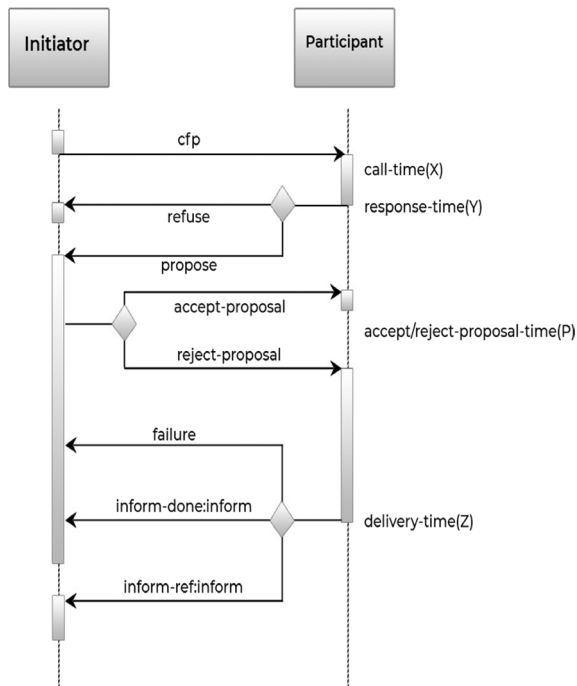 Initiator
Participant
cfp
call-time(X)
response-time(Y)
refuse
propose
accept-proposal
accept/reject-proposal-time(P)
reject-proposal
failure
inform-done:inform
delivery-time(Z)
inform-ref:inform